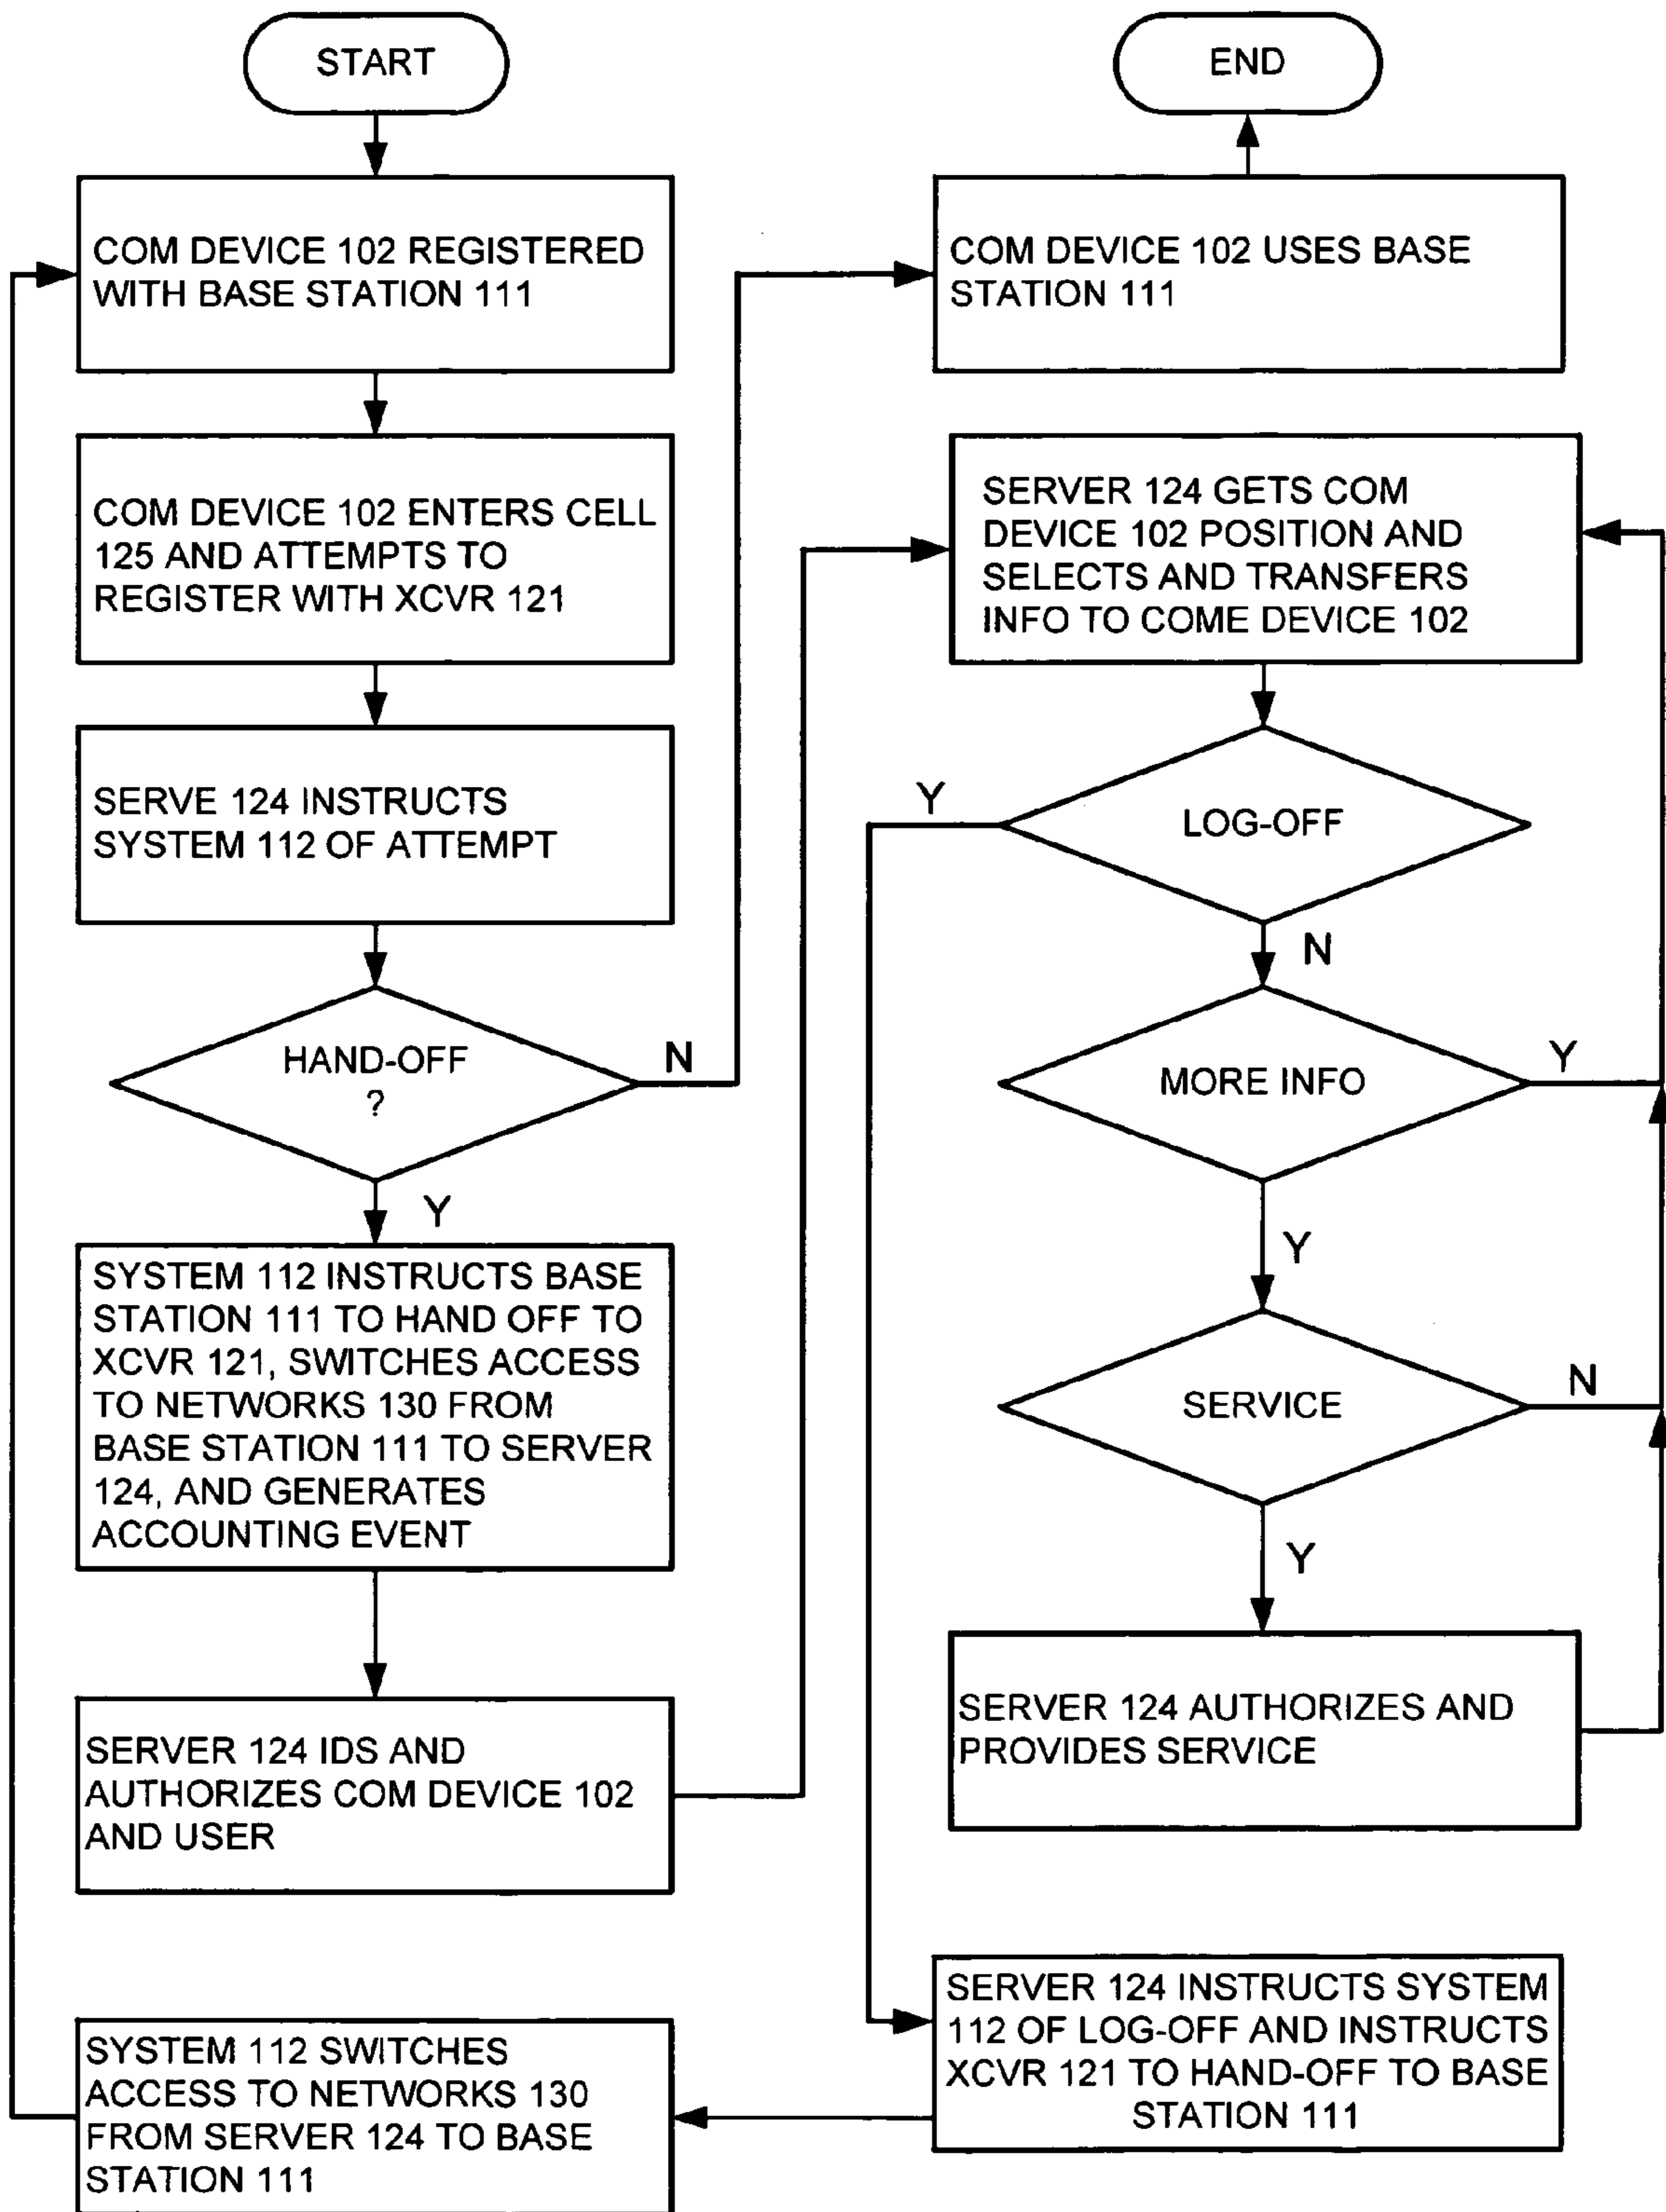 START
COM DEVICE 102 REGISTERED
WITH BASE STATION 111
COM DEVICE 102 ENTERS CELL
125 AND ATTEMPTS TO
REGISTER WITH XCVR 121
SERVE 124 INSTRUCTS
SYSTEM 112 OF ATTEMPT
HAND-OFF
?
N
Y
SYSTEM 112 INSTRUCTS BASE
STATION 111 TO HAND OFF TO
XCVR 121, SWITCHES ACCESS
TO NETWORKS 130 FROM
BASE STATION 111 TO SERVER
124, AND GENERATES
ACCOUNTING EVENT
SERVER 124 IDS AND
AUTHORIZES COM DEVICE 102
AND USER
SYSTEM 112 SWITCHES
ACCESS TO NETWORKS 130
FROM SERVER 124 TO BASE
STATION 111
END
COM DEVICE 102 USES BASE
STATION 111
SERVER 124 GETS COM
DEVICE 102 POSITION AND
SELECTS AND TRANSFERS
INFO TO COME DEVICE 102
Y
LOG-OFF
N
MORE INFO
Y
Y
SERVICE
N
Y
SERVER 124 AUTHORIZES AND
PROVIDES SERVICE
SERVER 124 INSTRUCTS SYSTEM
112 OF LOG-OFF AND INSTRUCTS
XCVR 121 TO HAND-OFF TO BASE
STATION 111